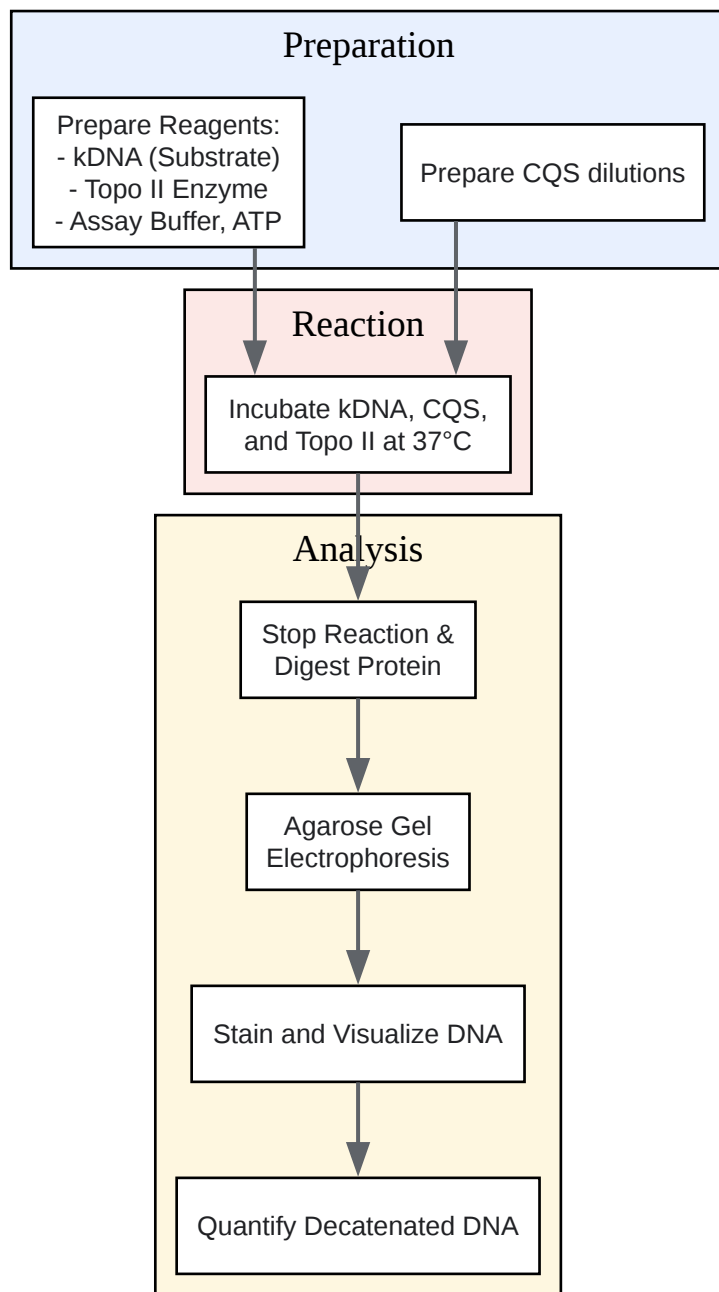 Preparation
Prepare Reagents:
- kDNA (Substrate)
- Topo II Enzyme
- Assay Buffer, ATP
Prepare CQS dilutions
Reaction
Incubate kDNA, CQS,
and Topo II at 37°C
Analysis
Stop Reaction &
Digest Protein
Agarose Gel
Electrophoresis
Stain and Visualize DNA
Quantify Decatenated DNA